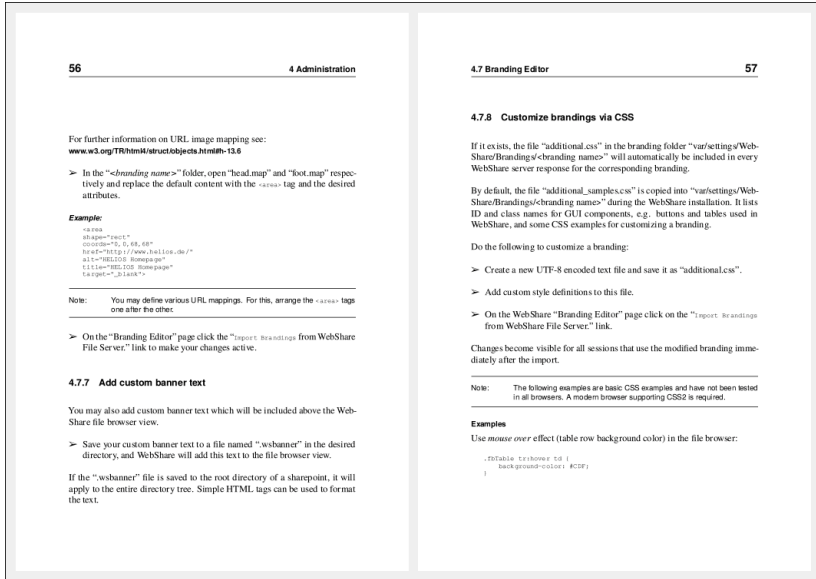 56
4 Administration
For further information on URL image mapping see:
www.w3.org/TR/html4/struct/objects.html#h-13.6
➢ In the “<branding name>” folder, open “head.map” and “foot.map” respec-
tively and replace the default content with the <area> tag and the desired
attributes.
Example:
<area
shape="rect"
coords="0,0,68,68"
href="http://www.helios.de/"
alt="HELIOS Homepage"
title="HELIOS Homepage"
target="_blank">
Note: You may define various URL mappings. For this, arrange the <area> tags
one after the other.
➢ On the “Branding Editor” page click the “Import Brandings from WebShare
File Server.” link to make your changes active.
4.7.7 Add custom banner text
You may also add custom banner text which will be included above the Web-
Share file browser view.
➢ Save your custom banner text to a file named “.wsbanner” in the desired
directory, and WebShare will add this text to the file browser view.
If the “.wsbanner” file is saved to the root directory of a sharepoint, it will
apply to the entire directory tree. Simple HTML tags can be used to format
the text.
4.7 Branding Editor
57
4.7.8 Customize brandings via CSS
If it exists, the file “additional.css” in the branding folder “var/settings/Web-
Share/Brandings/<branding name>” will automatically be included in every
WebShare server response for the corresponding branding.
By default, the file “additional_samples.css” is copied into “var/settings/Web-
Share/Brandings/<branding name>” during the WebShare installation. It lists
ID and class names for GUI components, e.g. buttons and tables used in
WebShare, and some CSS examples for customizing a branding.
Do the following to customize a branding:
➢ Create a new UTF-8 encoded text file and save it as “additional.css”.
➢ Add custom style definitions to this file.
➢ On the WebShare “Branding Editor” page click on the “Import Brandings
from WebShare File Server.” link.
Changes become visible for all sessions that use the modified branding imme-
diately after the import.
Note: The following examples are basic CSS examples and have not been tested
in all browsers. A modern browser supporting CSS2 is required.
Examples
Use mouse over effect (table row background color) in the file browser:
.fbTable tr:hover td {
background-color: #CDF;
}